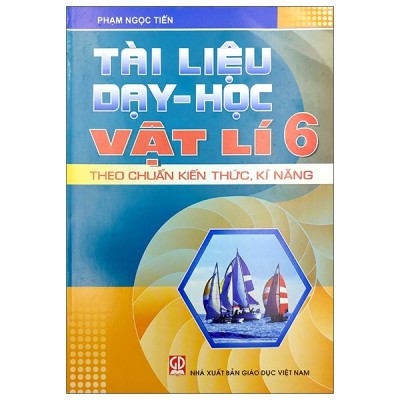 PHẠM NGỌC TIẾN
TÀI LIỆU
DẠY-HỌC
VẬT LÍ 6
THEO CHUẨN KIẾN THỨC, KĨ NĂNG
GD
NHÀ XUẤT BẢN GIÁO DỤC VIỆT NAM